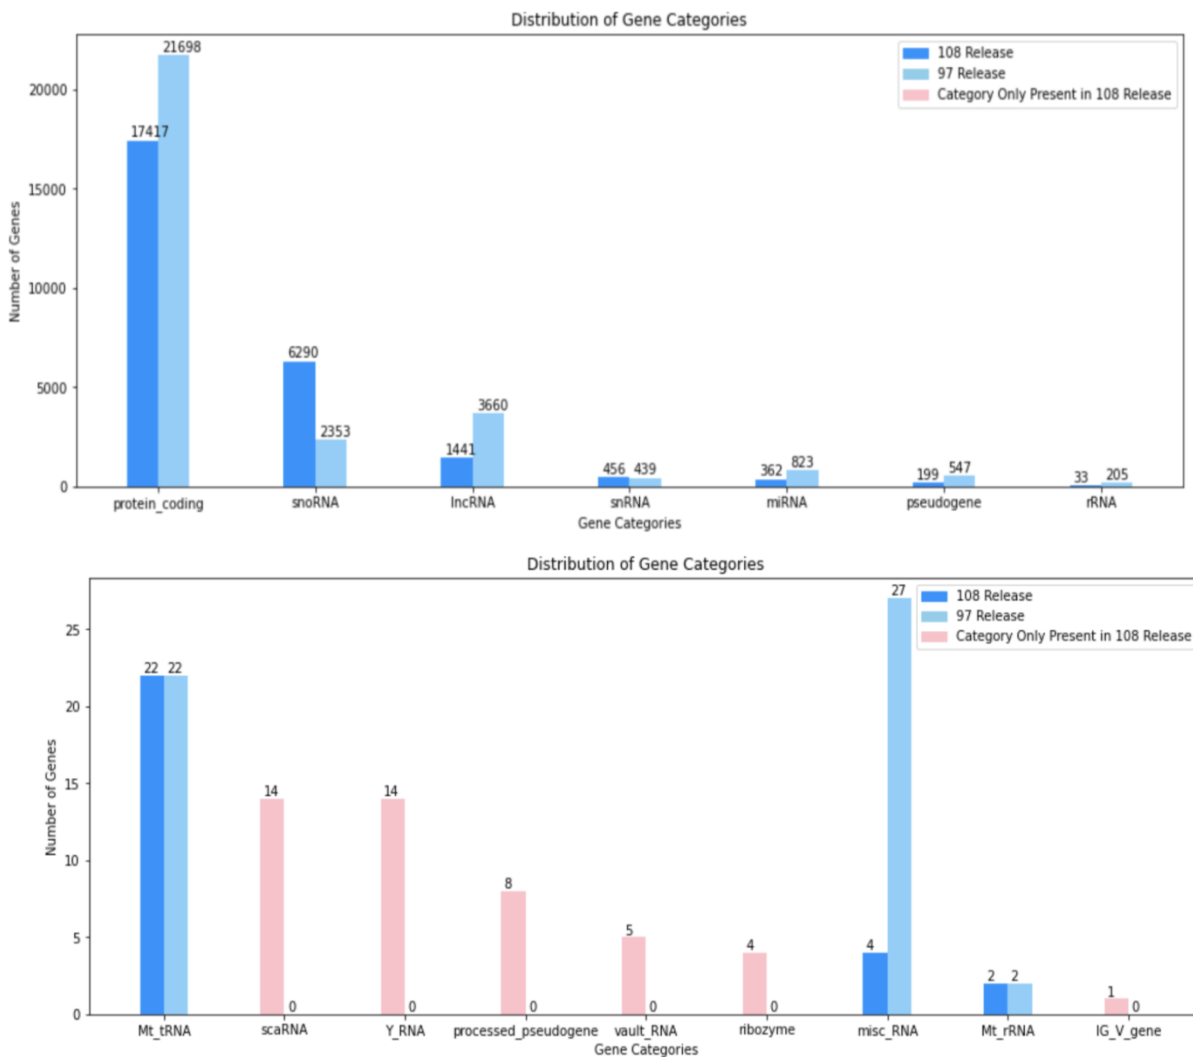 Distribution of Gene Categories
108 Release
97 Release
Category Only Present in 108 Release
Number of Genes
20000
15000
10000
5000
0
17417 21698
6290 2353
1441 3660
456 439
362 823
199 547
33 205
protein_coding snoRNA lncRNA snRNA miRNA pseudogene rRNA
Gene Categories
Distribution of Gene Categories
108 Release
97 Release
Category Only Present in 108 Release
Number of Genes
25
20
15
10
5
0
22 22
14 0
14 0
8 0
5 0
4 0
4 27
2 2
1 0
Mt_tRNA scaRNA Y_RNA processed_pseudogene vault_RNA ribozyme misc_RNA Mt_rRNA IG_V_gene
Gene Categories